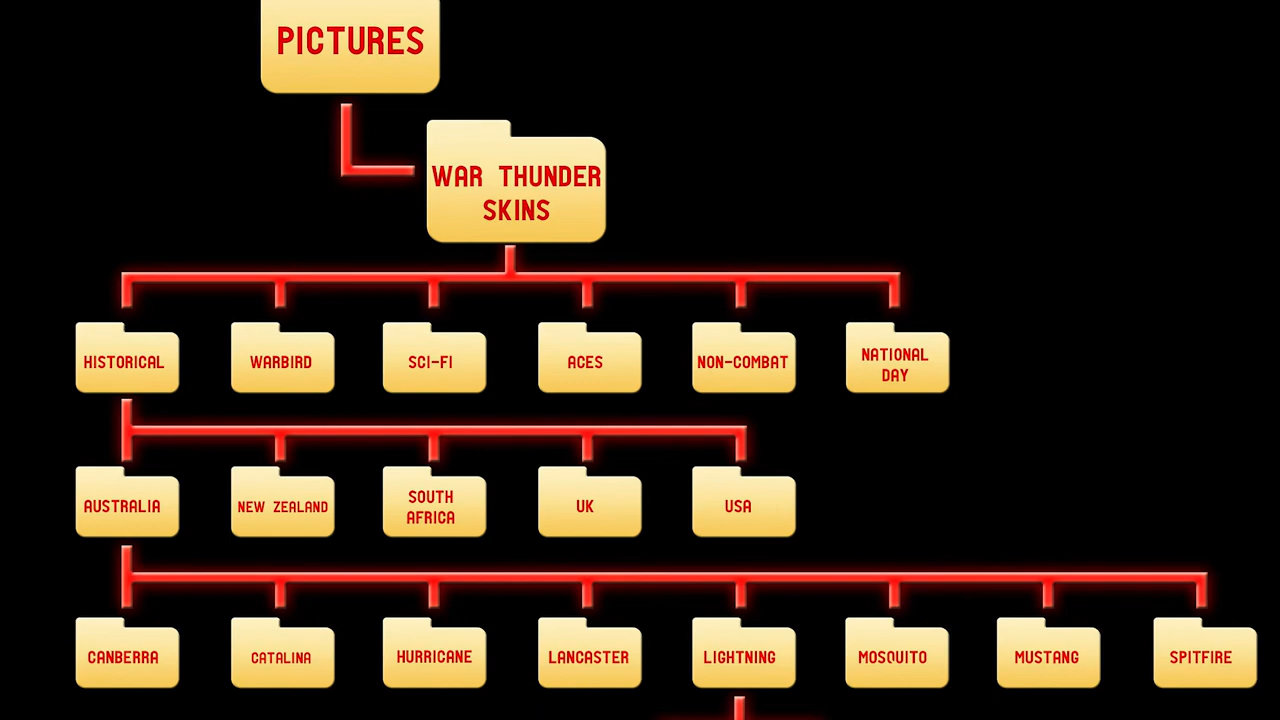 PICTURES
WAR THUNDER
SKINS
HISTORICAL
WARBIRD
SCI-FI
ACES
NON-COMBAT
NATIONAL
DAY
AUSTRALIA
NEW ZEALAND
SOUTH
AFRICA
UK
USA
CANBERRA
CATALINA
HURRICANE
LANCASTER
LIGHTNING
MOSQUITO
MUSTANG
SPITFIRE